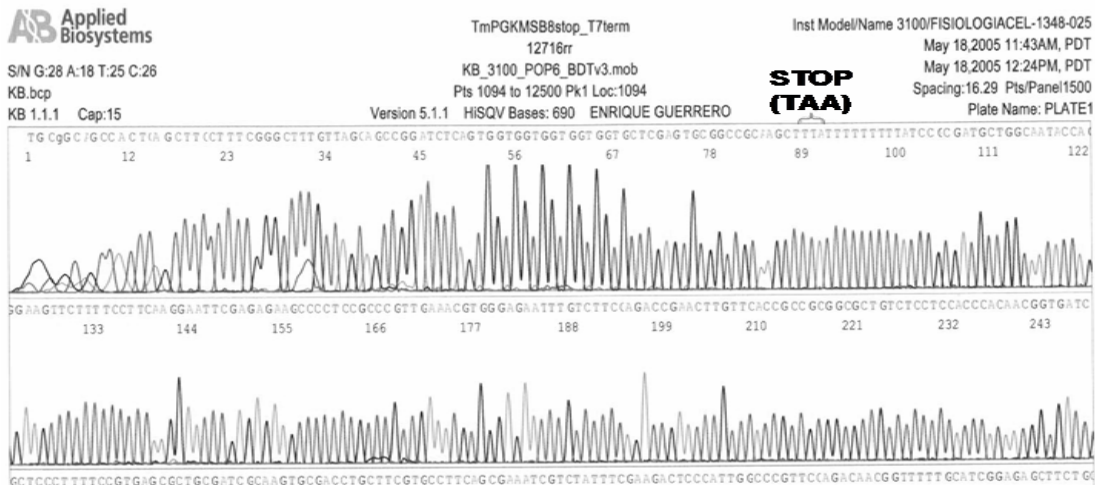 AB Applied Biosystems
S/N G:28 A:18 T:25 C:26
KB.bcp
KB 1.1.1 Cap:15
TmPGKMSB8stop_T7term
12716rr
KB_3100_POP6_BDTv3.mob
Pts 1094 to 12500 Pk1 Loc:1094
Version 5.1.1 HiSQV Bases: 690 ENRIQUE GUERRERO
Inst Model/Name 3100/FISIOLOGIACEL-1348-025
May 18,2005 11:43AM, PDT
May 18,2005 12:24PM, PDT
Spacing:16.29 Pts/Panel1500
Plate Name: PLATE1
STOP
(TAA)
GCTTCCTTTCGGGCTTTGTTAGCAGCCGGATCTCAGTGGTGGTGGTGGTGGTGCTCGAGTGCGGCCGCAAGCTTTATTTTTTTTTATCCC
1 12 23 34 45 56 67 78 89 100 111 122
GGAAGTTCTTTTCCTTCAAGGAATTCGAGAGAAGCCCCTCCGCCCGTTGAAACGTGGGAGAATTTGTCTTCCAGACCGAACTTGTTCACCGCCGCGGCGCTGTCTCCTCCACCCACAACGGTGATC
133 144 155 166 177 188 199 210 221 232 243
GCTCCCTTTTCCGTGAGCGCTGCGATCGCAAGTGCGACCTGCTTCGTGCCTTCAGCGAAATCGTCTATTTCGAAGACTCCCATTGGCCCGTTCCAGACAACGGTTTTTGCATCGGAGAGCTTCTGC